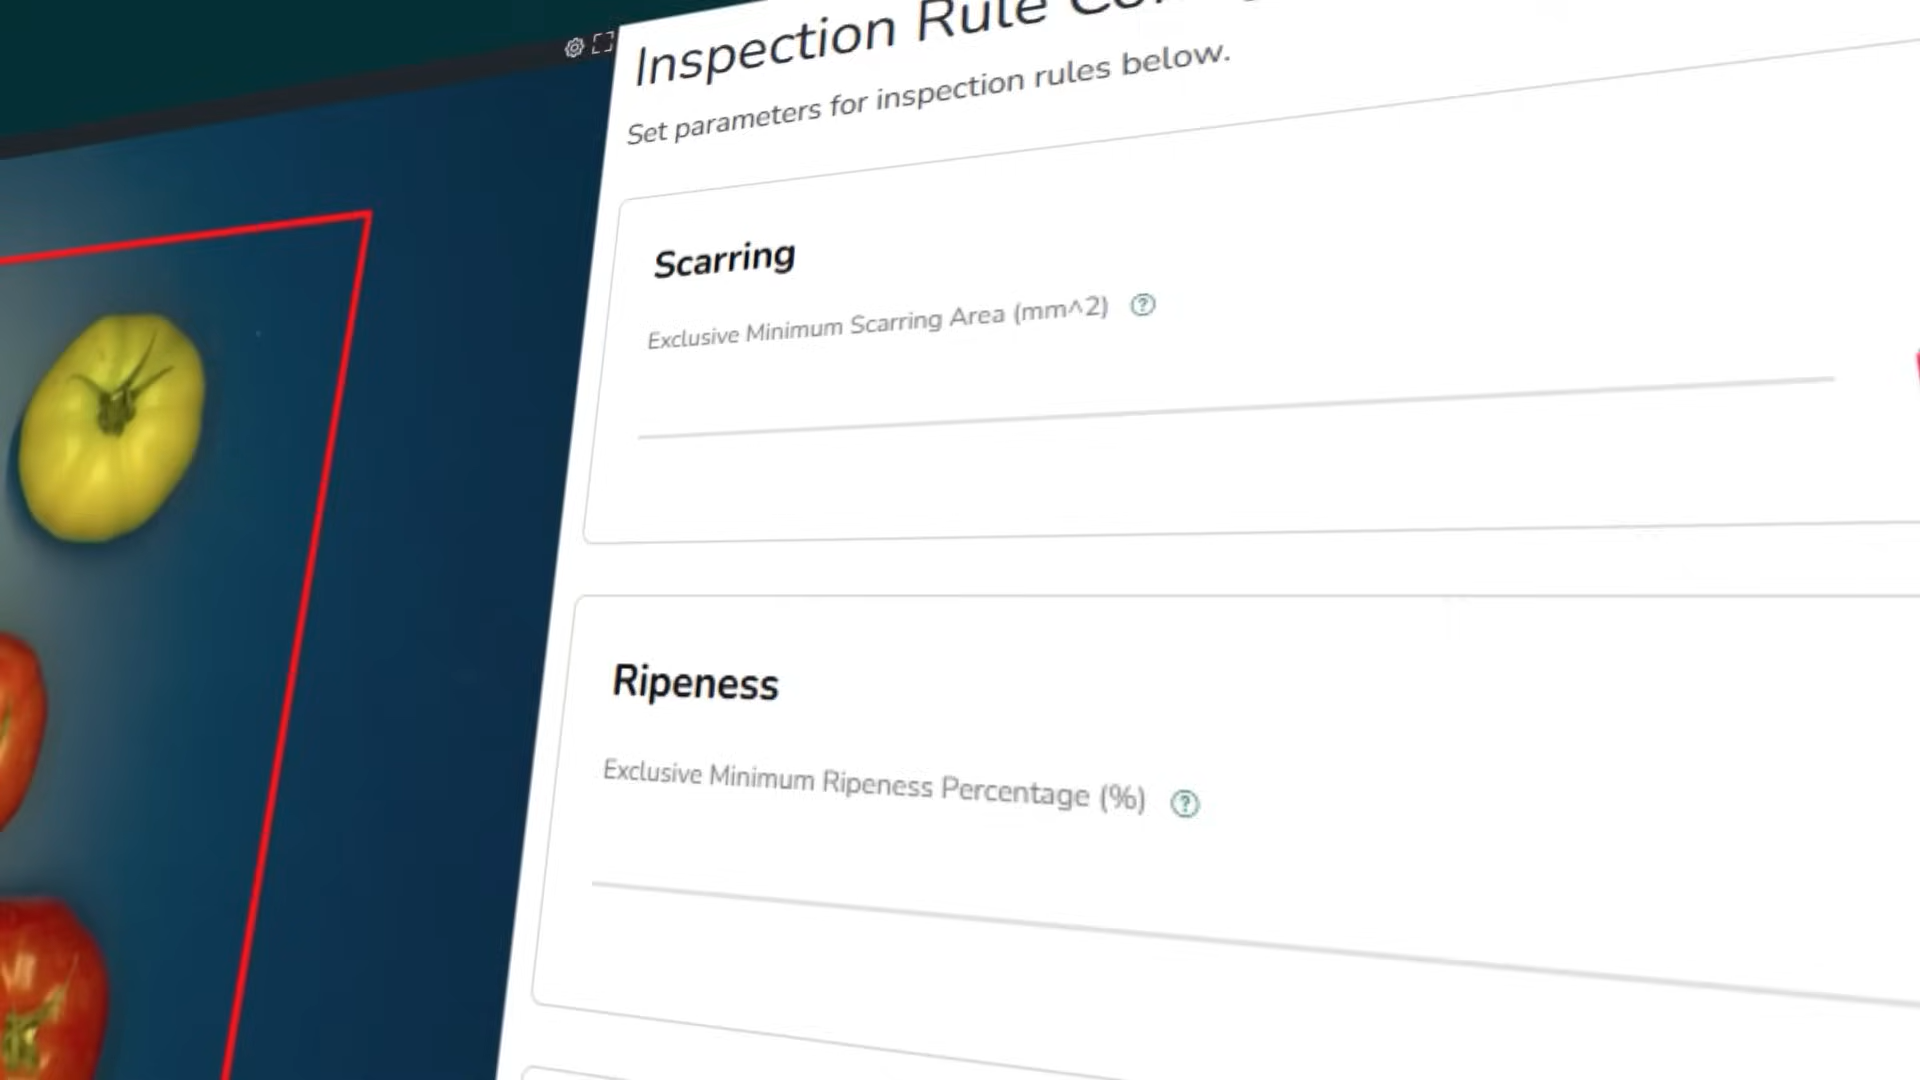 Inspection Rule
Set parameters for inspection rules below.
Scarring
Exclusive Minimum Scarring Area (mm^2)
Ripeness
Exclusive Minimum Ripeness Percentage (%)